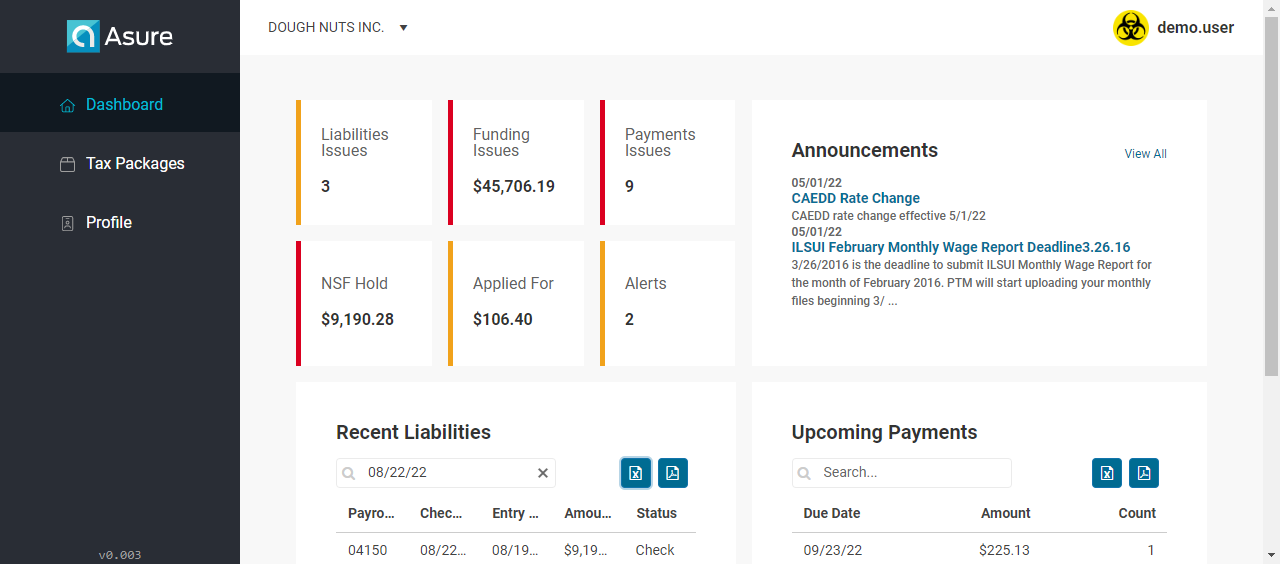 Asure
DOUGH NUTS INC.
demo.user
Dashboard
Tax Packages
Profile
v0.003
Liabilities
Issues
3
Funding
Issues
$45,706.19
Payments
Issues
9
NSF Hold
$9,190.28
Applied For
$106.40
Alerts
2
Announcements
View All
05/01/22
CAEDD Rate Change
CAEDD rate change effective 5/1/22
05/01/22
ILSUI February Monthly Wage Report Deadline3.26.16
3/26/2016 is the deadline to submit ILSUI Monthly Wage Report for
the month of February 2016. PTM will start uploading your monthly
files beginning 3/ ...
Recent Liabilities
08/22/22
Payro... Chec... Entry ... Amou... Status
04150 08/22... 08/19... $9,19... Check
Upcoming Payments
Search...
Due Date Amount Count
09/23/22 $225.13 1